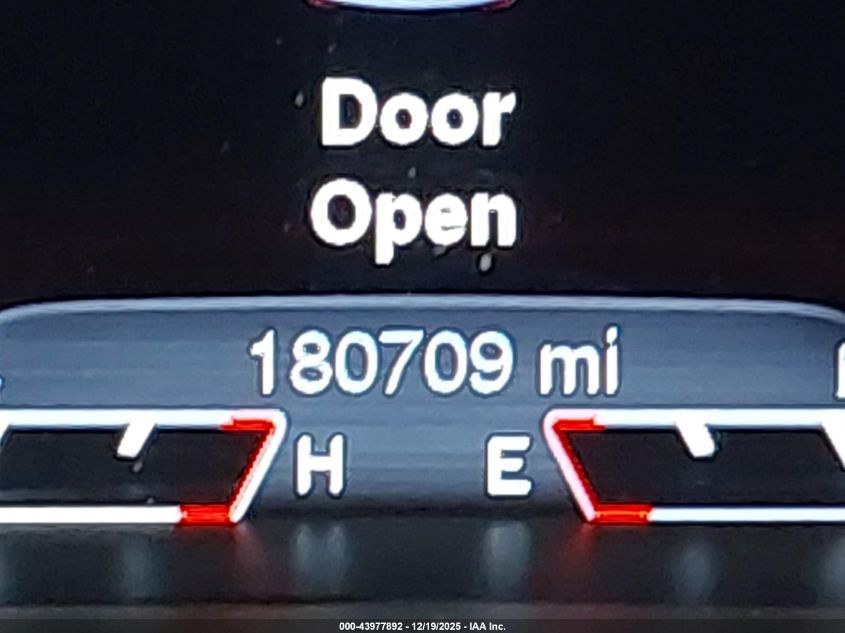 Door
Open
180709 mi
H E
000-43977892 - 12/19/2025 - IAA Inc.